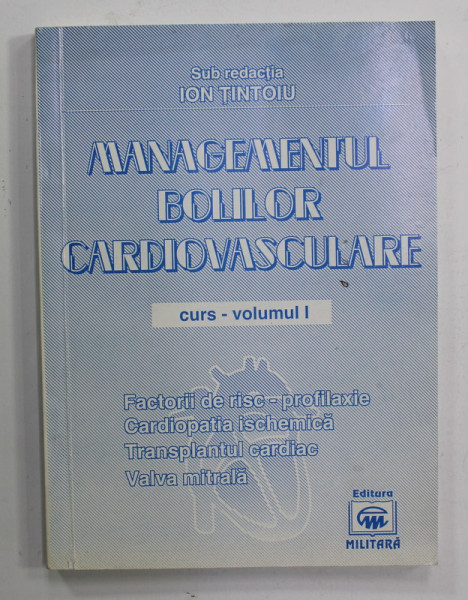 Sub redacția
ION ȚINTOIU
MANAGEMENTUL
BOLILOR
CARDIOVASCULARE
curs - volumul I
Factorii de risc - profilaxie
Cardiopatia ischemică
Transplantul cardiac
Valva mitrală
Editura
MILITARĂ